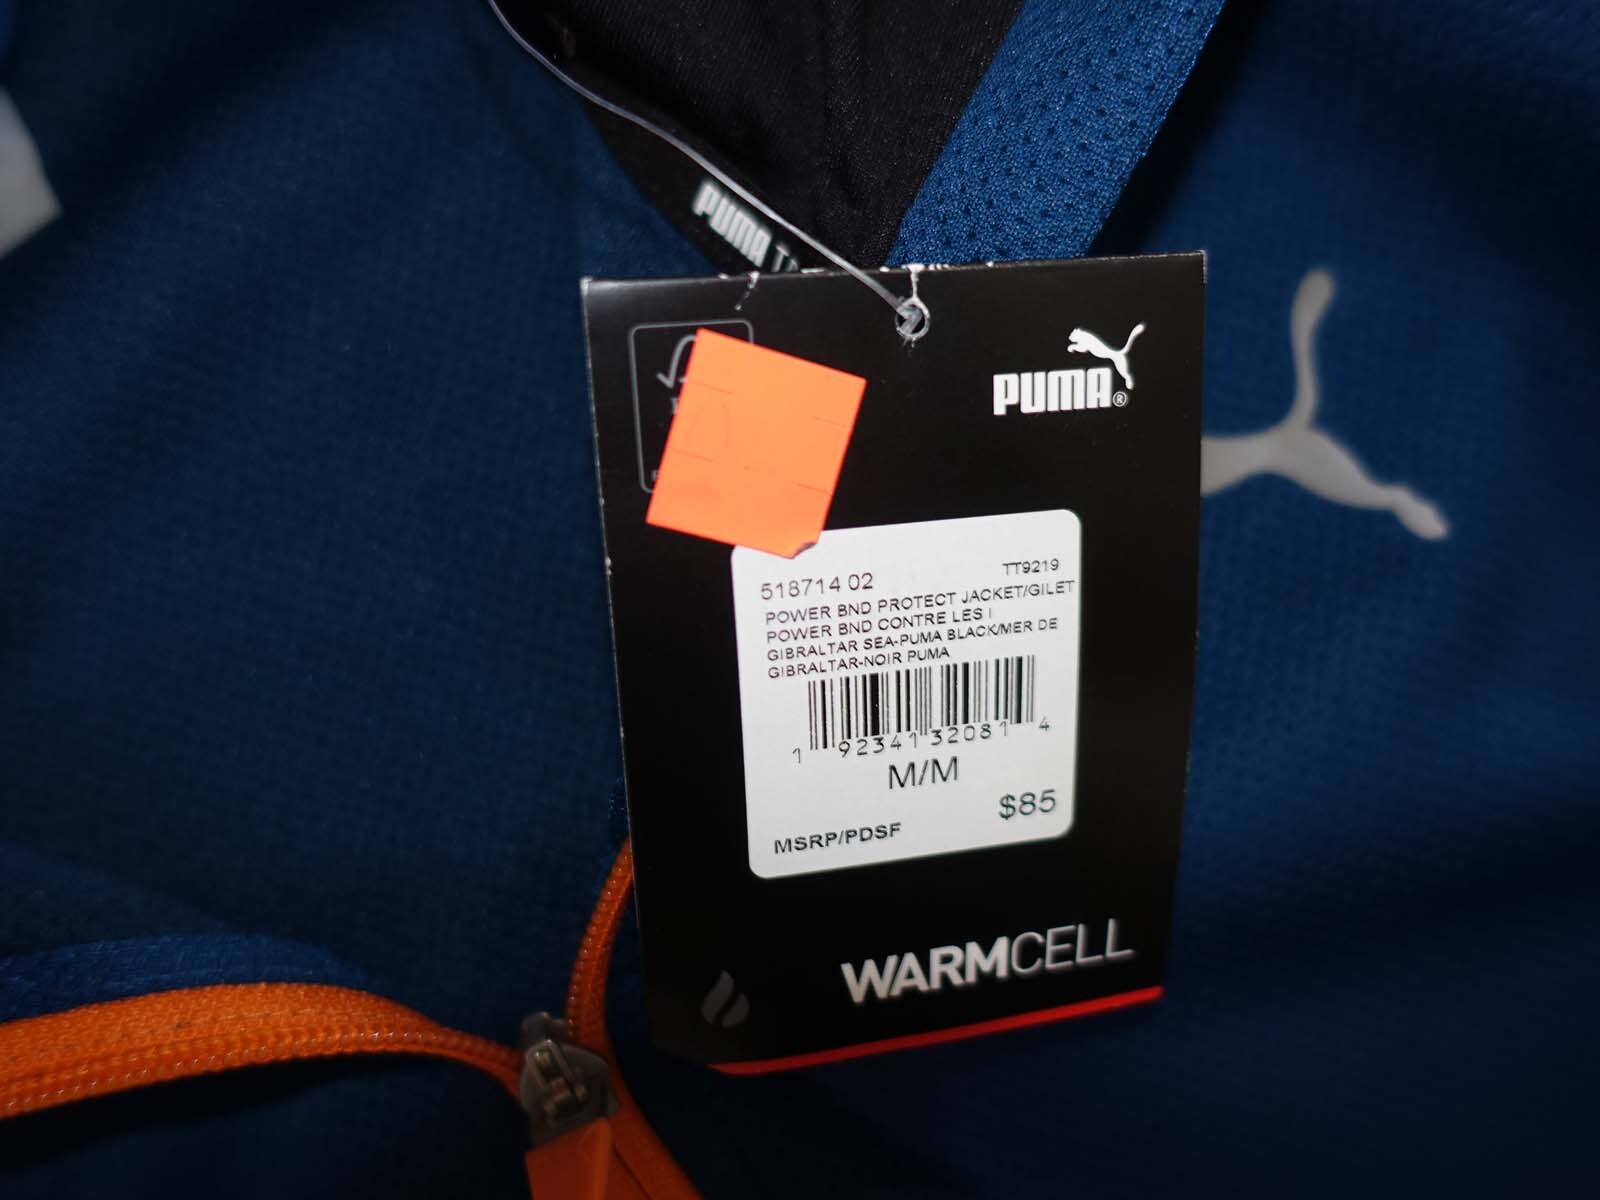 PUMA
PUMA®
518714 02 TT9219
POWER BND PROTECT JACKET/GILET
POWER BND CONTRE LES I
GIBRALTAR SEA-PUMA BLACK/MER DE
GIBRALTAR-NOIR PUMA
1 92341 32081 4
M/M
$85
MSRP/PDSF
WARMCELL